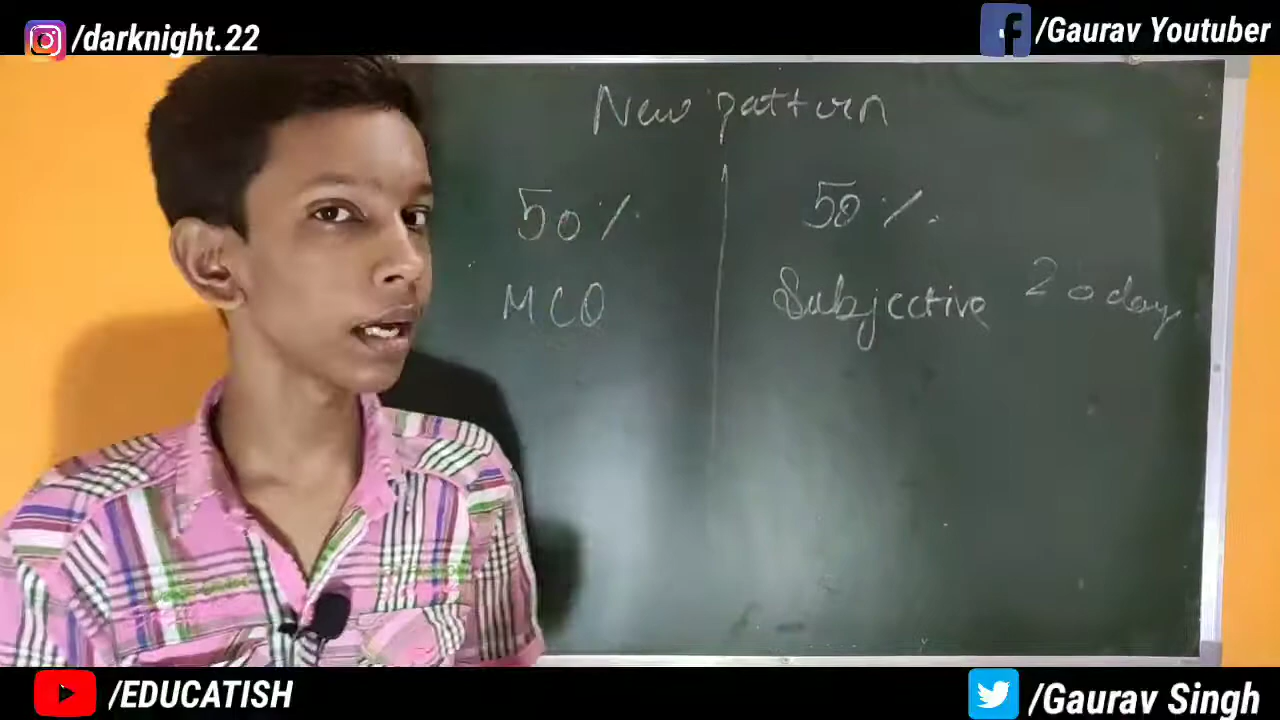 /darknight.22
/Gaurav Youtuber
New pattern
50%
50%
MCQ
Subjective
20 day
/EDUCATISH
/Gaurav Singh